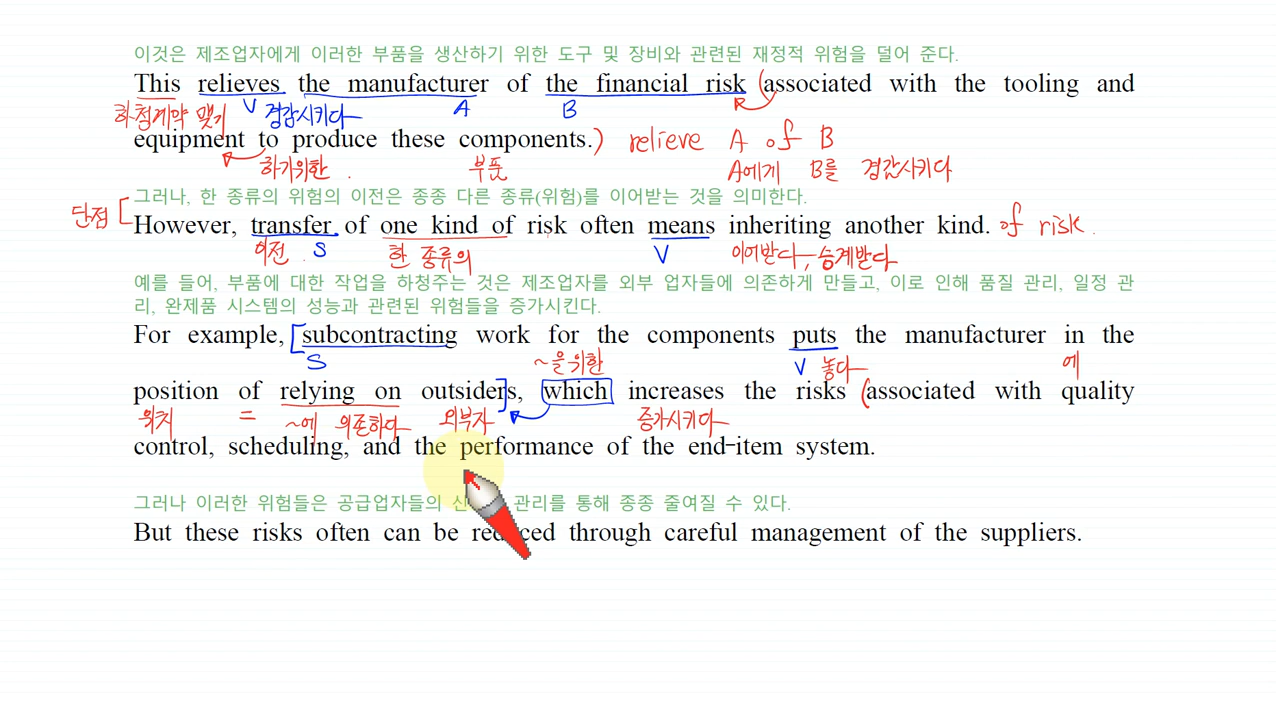 이것은 제조업자에게 이러한 부품을 생산하기 위한 도구 및 장비와 관련된 재정적 위험을 덜어 준다.
This relieves the manufacturer of the financial risk (associated with the tooling and
하청계약 맺기 V 경감시키다 A B
equipment to produce these components.) relieve A of B
하기위한 부품 A에게 B를 경감시키다
그러나, 한 종류의 위험의 이전은 종종 다른 종류(위험)를 이어받는 것을 의미한다.
단점 [However, transfer of one kind of risk often means inheriting another kind. of risk.
이전 S 한 종류의 V 이어받다, 승계받다
예를 들어, 부품에 대한 작업을 하청주는 것은 제조업자를 외부 업자들에 의존하게 만들고, 이로 인해 품질 관리, 일정 관
리, 완제품 시스템의 성능과 관련된 위험들을 증가시킨다.
For example, [subcontracting work for the components puts the manufacturer in the
S ~을 위한 V 놓다 에
position of relying on outsiders], which increases the risks (associated with quality
위치 = ~에 의존하다 외부자 증가시키다
control, scheduling, and the performance of the end-item system.
그러나 이러한 위험들은 공급업자들의 관리를 통해 종종 줄여질 수 있다.
But these risks often can be through careful management of the suppliers.